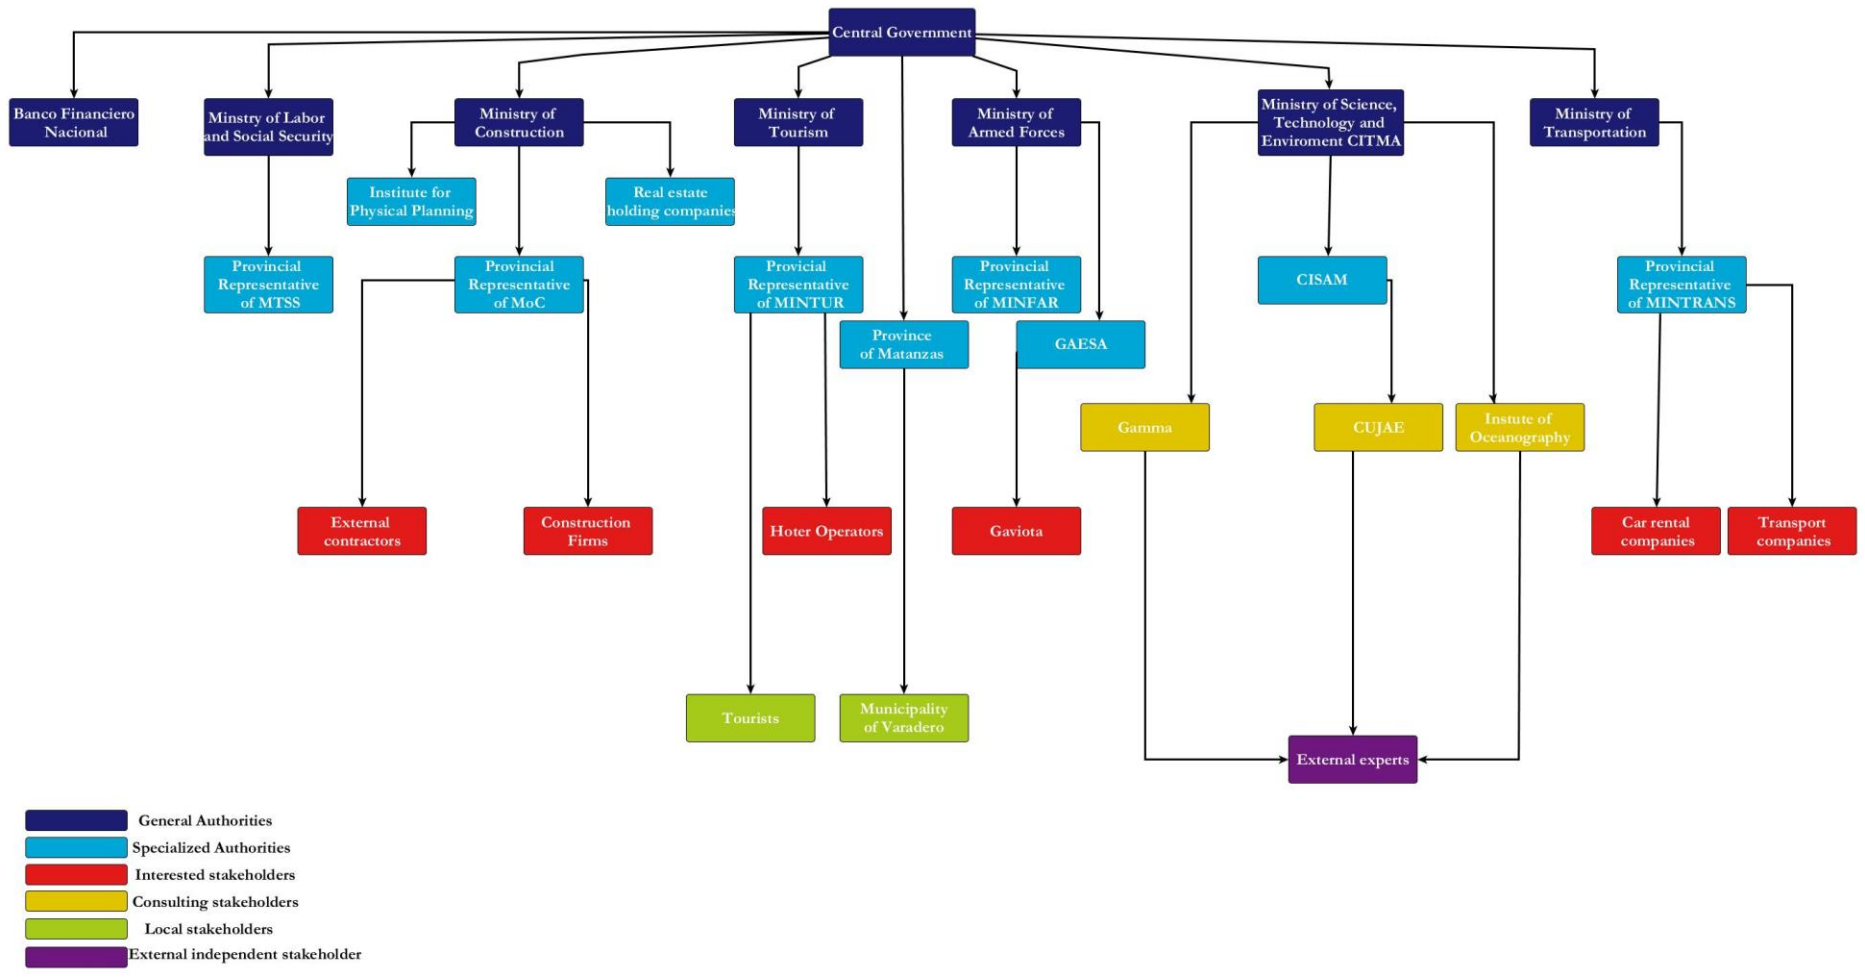 Central Government
Banco Financiero
Nacional
Minstry of Labor
and Social Security
Ministry of
Construction
Ministry of
Tourism
Ministry of
Armed Forces
Ministry of Science,
Technology and
Enviroment CITMA
Ministry of
Transportation
Institute for
Physical Planning
Real estate
holding companies
Provincial
Representative
of MTSS
Provincial
Representative
of MoC
Provicial
Representative
of MINTUR
Provincial
Representative
of MINFAR
CISAM
Provincial
Representative
of MINTRANS
Province
of Matanzas
GAESA
Gamma
CUJAE
Instute of
Oceanography
External
contractors
Construction
Firms
Hoter Operators
Gaviota
Car rental
companies
Transport
companies
Tourists
Municipality
of Varadero
External experts
General Authorities
Specialized Authorities
Interested stakeholders
Consulting stakeholders
Local stakeholders
External independent stakeholder